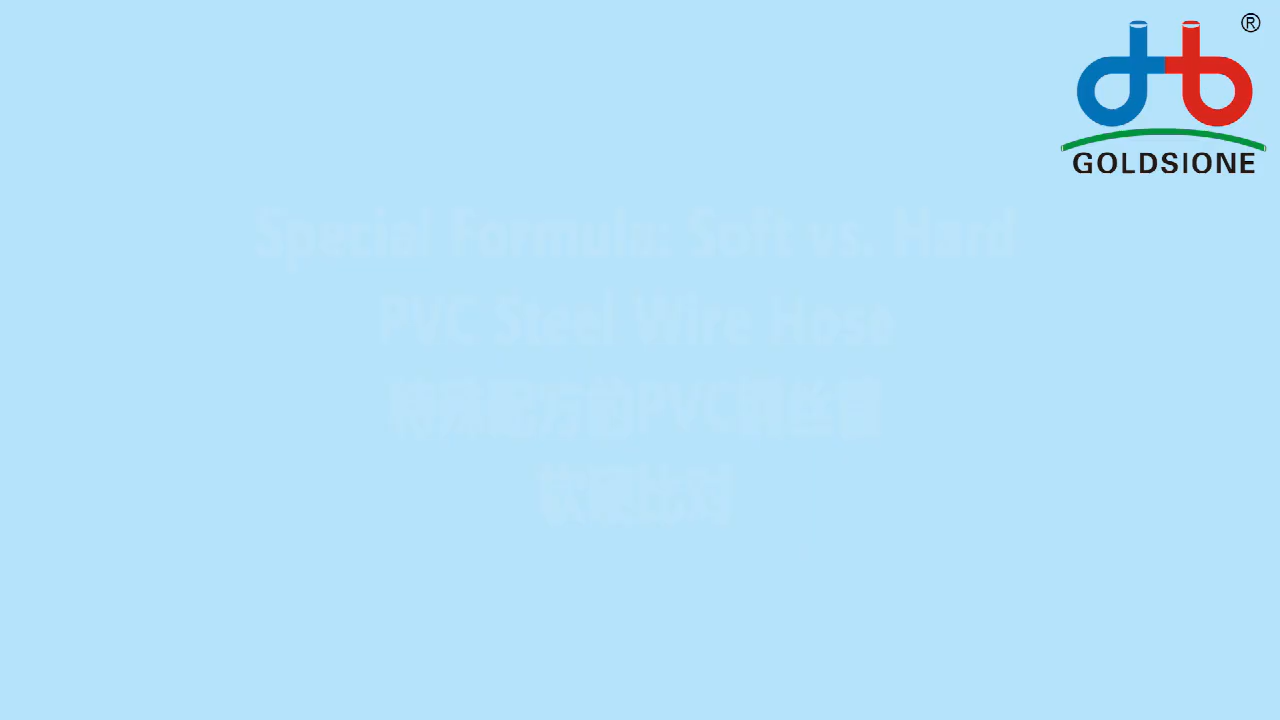 ®
GOLDSIONE
Special Formula: Soft vs. Hard
PVC Steel Wire Hose
特殊配方的PVC钢丝管
软硬比对